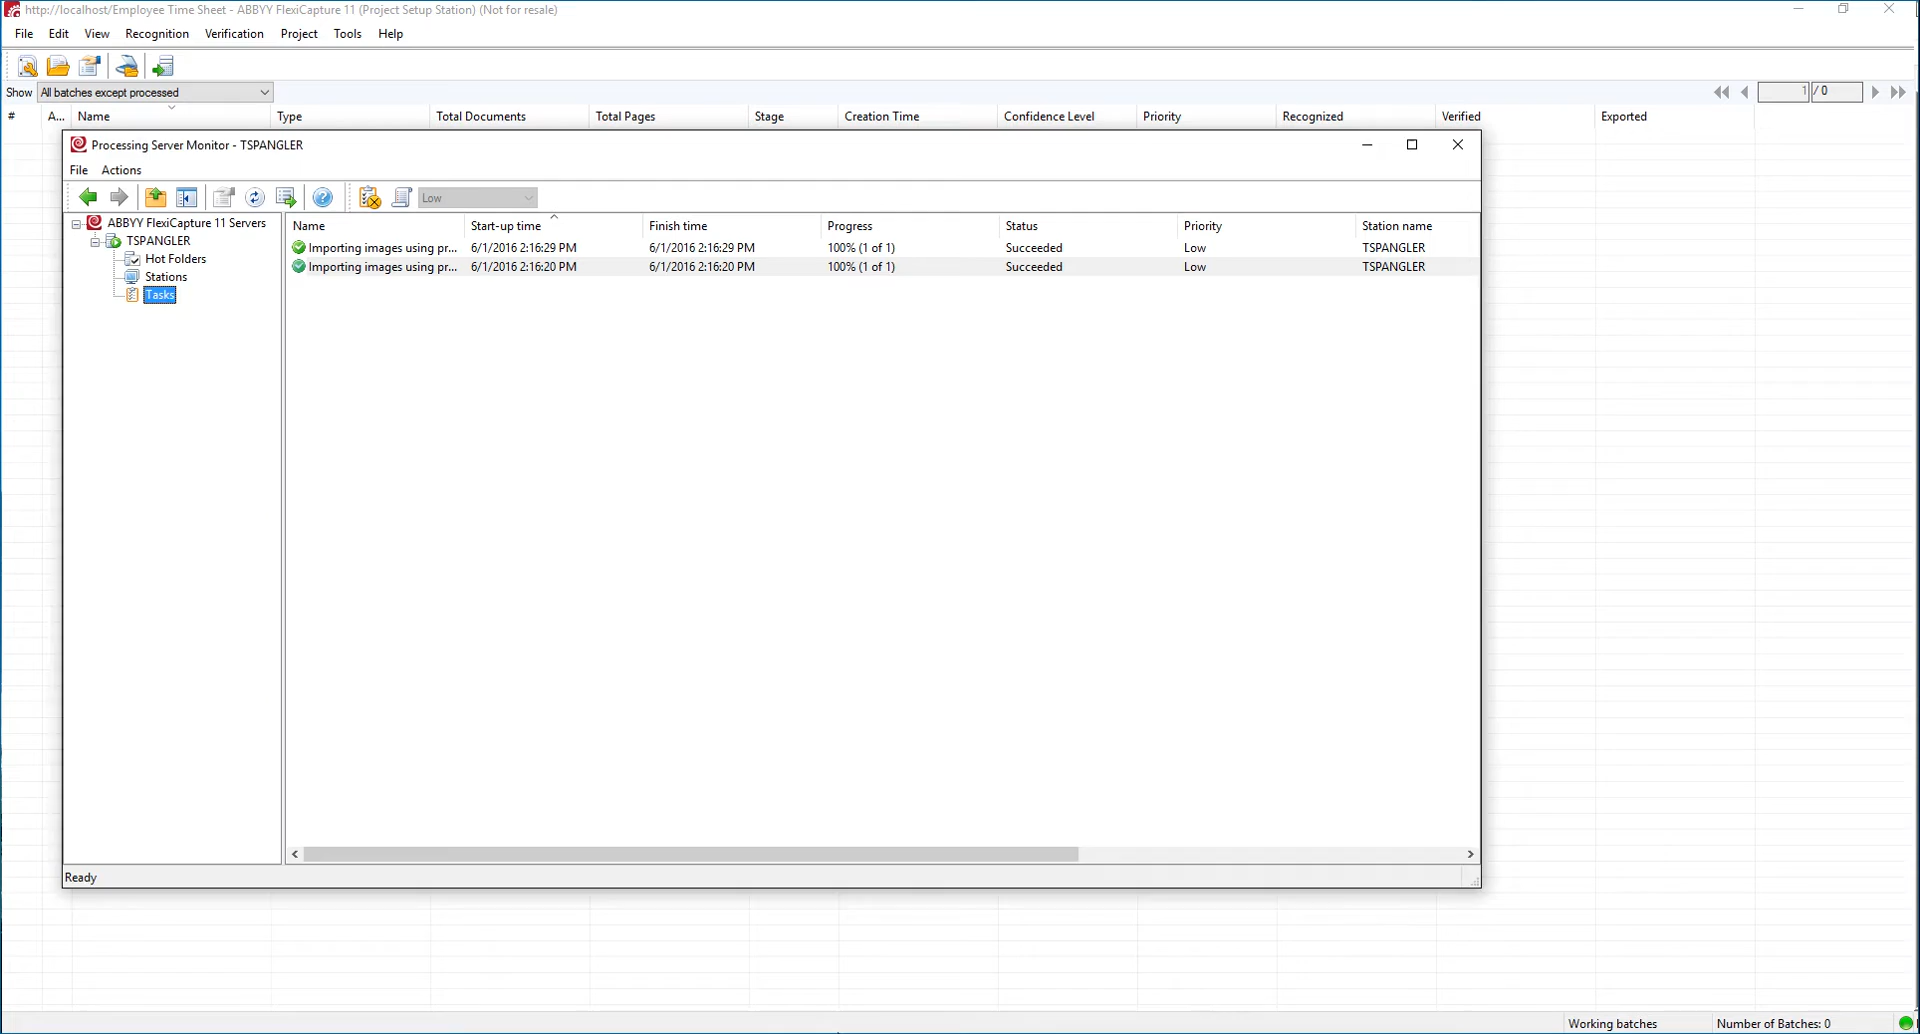 http://localhost/Employee Time Sheet - ABBYY FlexiCapture 11 (Project Setup Station) (Not for resale)
File Edit View Recognition Verification Project Tools Help
Show All batches except processed 1 / 0
# A... Name Type Total Documents Total Pages Stage Creation Time Confidence Level Priority Recognized Verified Exported
Processing Server Monitor - TSPANGLER
File Actions
Low
ABBYY FlexiCapture 11 Servers
TSPANGLER
Hot Folders
Stations
Tasks
Name Start-up time Finish time Progress Status Priority Station name
Importing images using pr... 6/1/2016 2:16:29 PM 6/1/2016 2:16:29 PM 100% (1 of 1) Succeeded Low TSPANGLER
Importing images using pr... 6/1/2016 2:16:20 PM 6/1/2016 2:16:20 PM 100% (1 of 1) Succeeded Low TSPANGLER
Ready
Working batches Number of Batches: 0